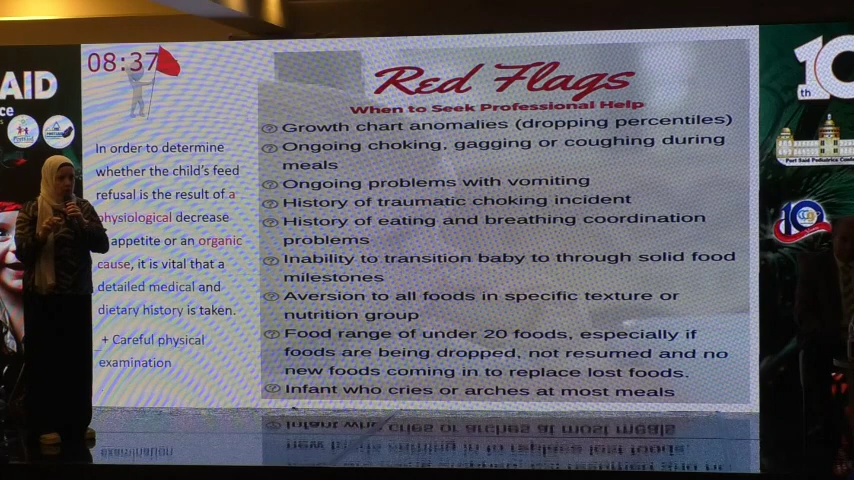 08:37
AID
ce
In order to determine
whether the child's feed
refusal is the result of a
physiological decrease
appetite or an organic
cause, it is vital that a
detailed medical and
dietary history is taken.
+ Careful physical
examination
Red Flags
When to Seek Professional Help
Growth chart anomalies (dropping percentiles)
Ongoing choking, gagging or coughing during
meals
Ongoing problems with vomiting
History of traumatic choking incident
History of eating and breathing coordination
problems
Inability to transition baby to through solid food
milestones
Aversion to all foods in specific texture or
nutrition group
Food range of under 20 foods, especially if
foods are being dropped, not resumed and no
new foods coming in to replace lost foods.
Infant who cries or arches at most meals
10
th
Port Said Pediatrics
10